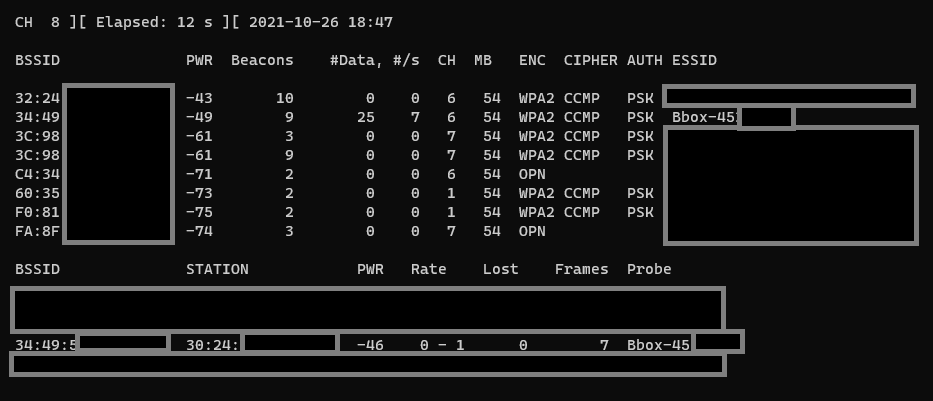 CH 8 ][ Elapsed: 12 s ][ 2021-10-26 18:47
BSSID PWR Beacons #Data, #/s CH MB ENC CIPHER AUTH ESSID
32:24 -43 10 0 0 6 54 WPA2 CCMP PSK
34:49 -49 9 25 7 6 54 WPA2 CCMP PSK Bbox-45
3C:98 -61 3 0 0 7 54 WPA2 CCMP PSK
3C:98 -61 9 0 0 7 54 WPA2 CCMP PSK
C4:34 -71 2 0 0 6 54 OPN
60:35 -73 2 0 0 1 54 WPA2 CCMP PSK
F0:81 -75 2 0 0 1 54 WPA2 CCMP PSK
FA:8F -74 3 0 0 7 54 OPN
BSSID STATION PWR Rate Lost Frames Probe
34:49:5 30:24: -46 0 - 1 0 7 Bbox-45